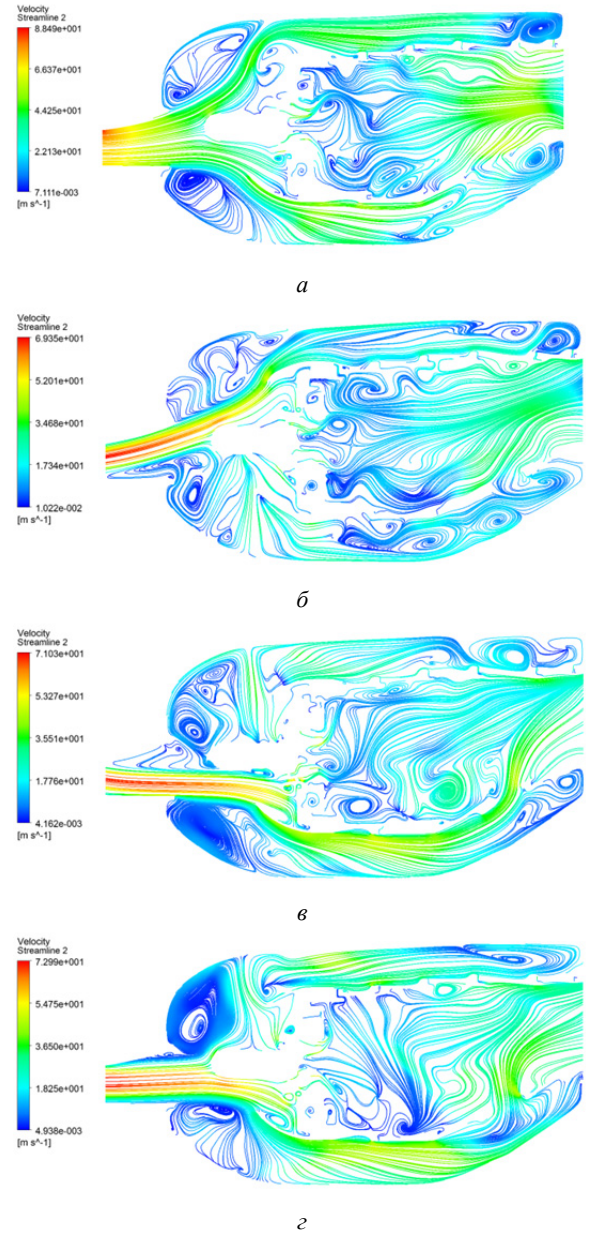 Velocity
Streamline 2
8.849e+001
6.637e+001
4.425e+001
2.213e+001
7.111e-003
[m s^-1]
а
Velocity
Streamline 2
6.935e+001
5.201e+001
3.468e+001
1.734e+001
1.022e-002
[m s^-1]
б
Velocity
Streamline 2
7.103e+001
5.327e+001
3.551e+001
1.776e+001
4.162e-003
[m s^-1]
в
Velocity
Streamline 2
7.299e+001
5.475e+001
3.650e+001
1.825e+001
4.938e-003
[m s^-1]
г